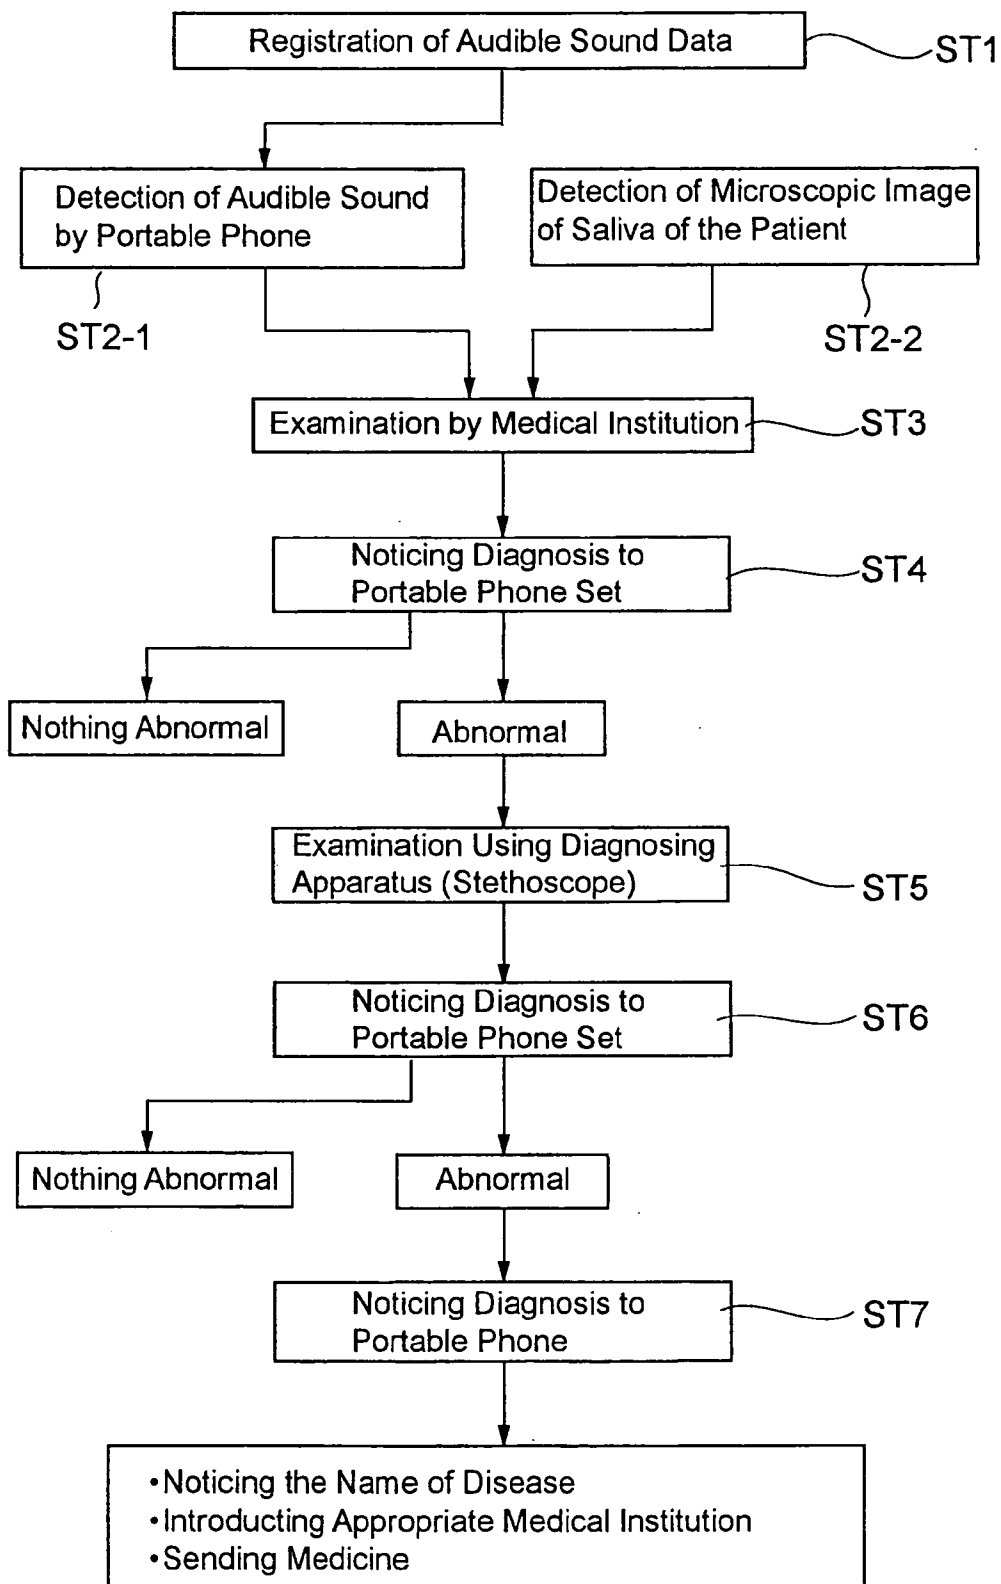 Registration of Audible Sound Data
ST1
Detection of Audible Sound
by Portable Phone
ST2-1
Detection of Microscopic Image
of Saliva of the Patient
ST2-2
Examination by Medical Institution
ST3
Noticing Diagnosis to
Portable Phone Set
ST4
Nothing Abnormal
Abnormal
Examination Using Diagnosing
Apparatus (Stethoscope)
ST5
Noticing Diagnosis to
Portable Phone Set
ST6
Nothing Abnormal
Abnormal
Noticing Diagnosis to
Portable Phone
ST7
•Noticing the Name of Disease
•Introducting Appropriate Medical Institution
•Sending Medicine